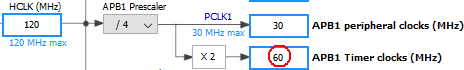 HCLK (MHz) APB1 Prescaler PCLK1
120 / 4 30 APB1 peripheral clocks (MHz)
120 MHz max 30 MHz max
X 2 60 APB1 Timer clocks (MHz)